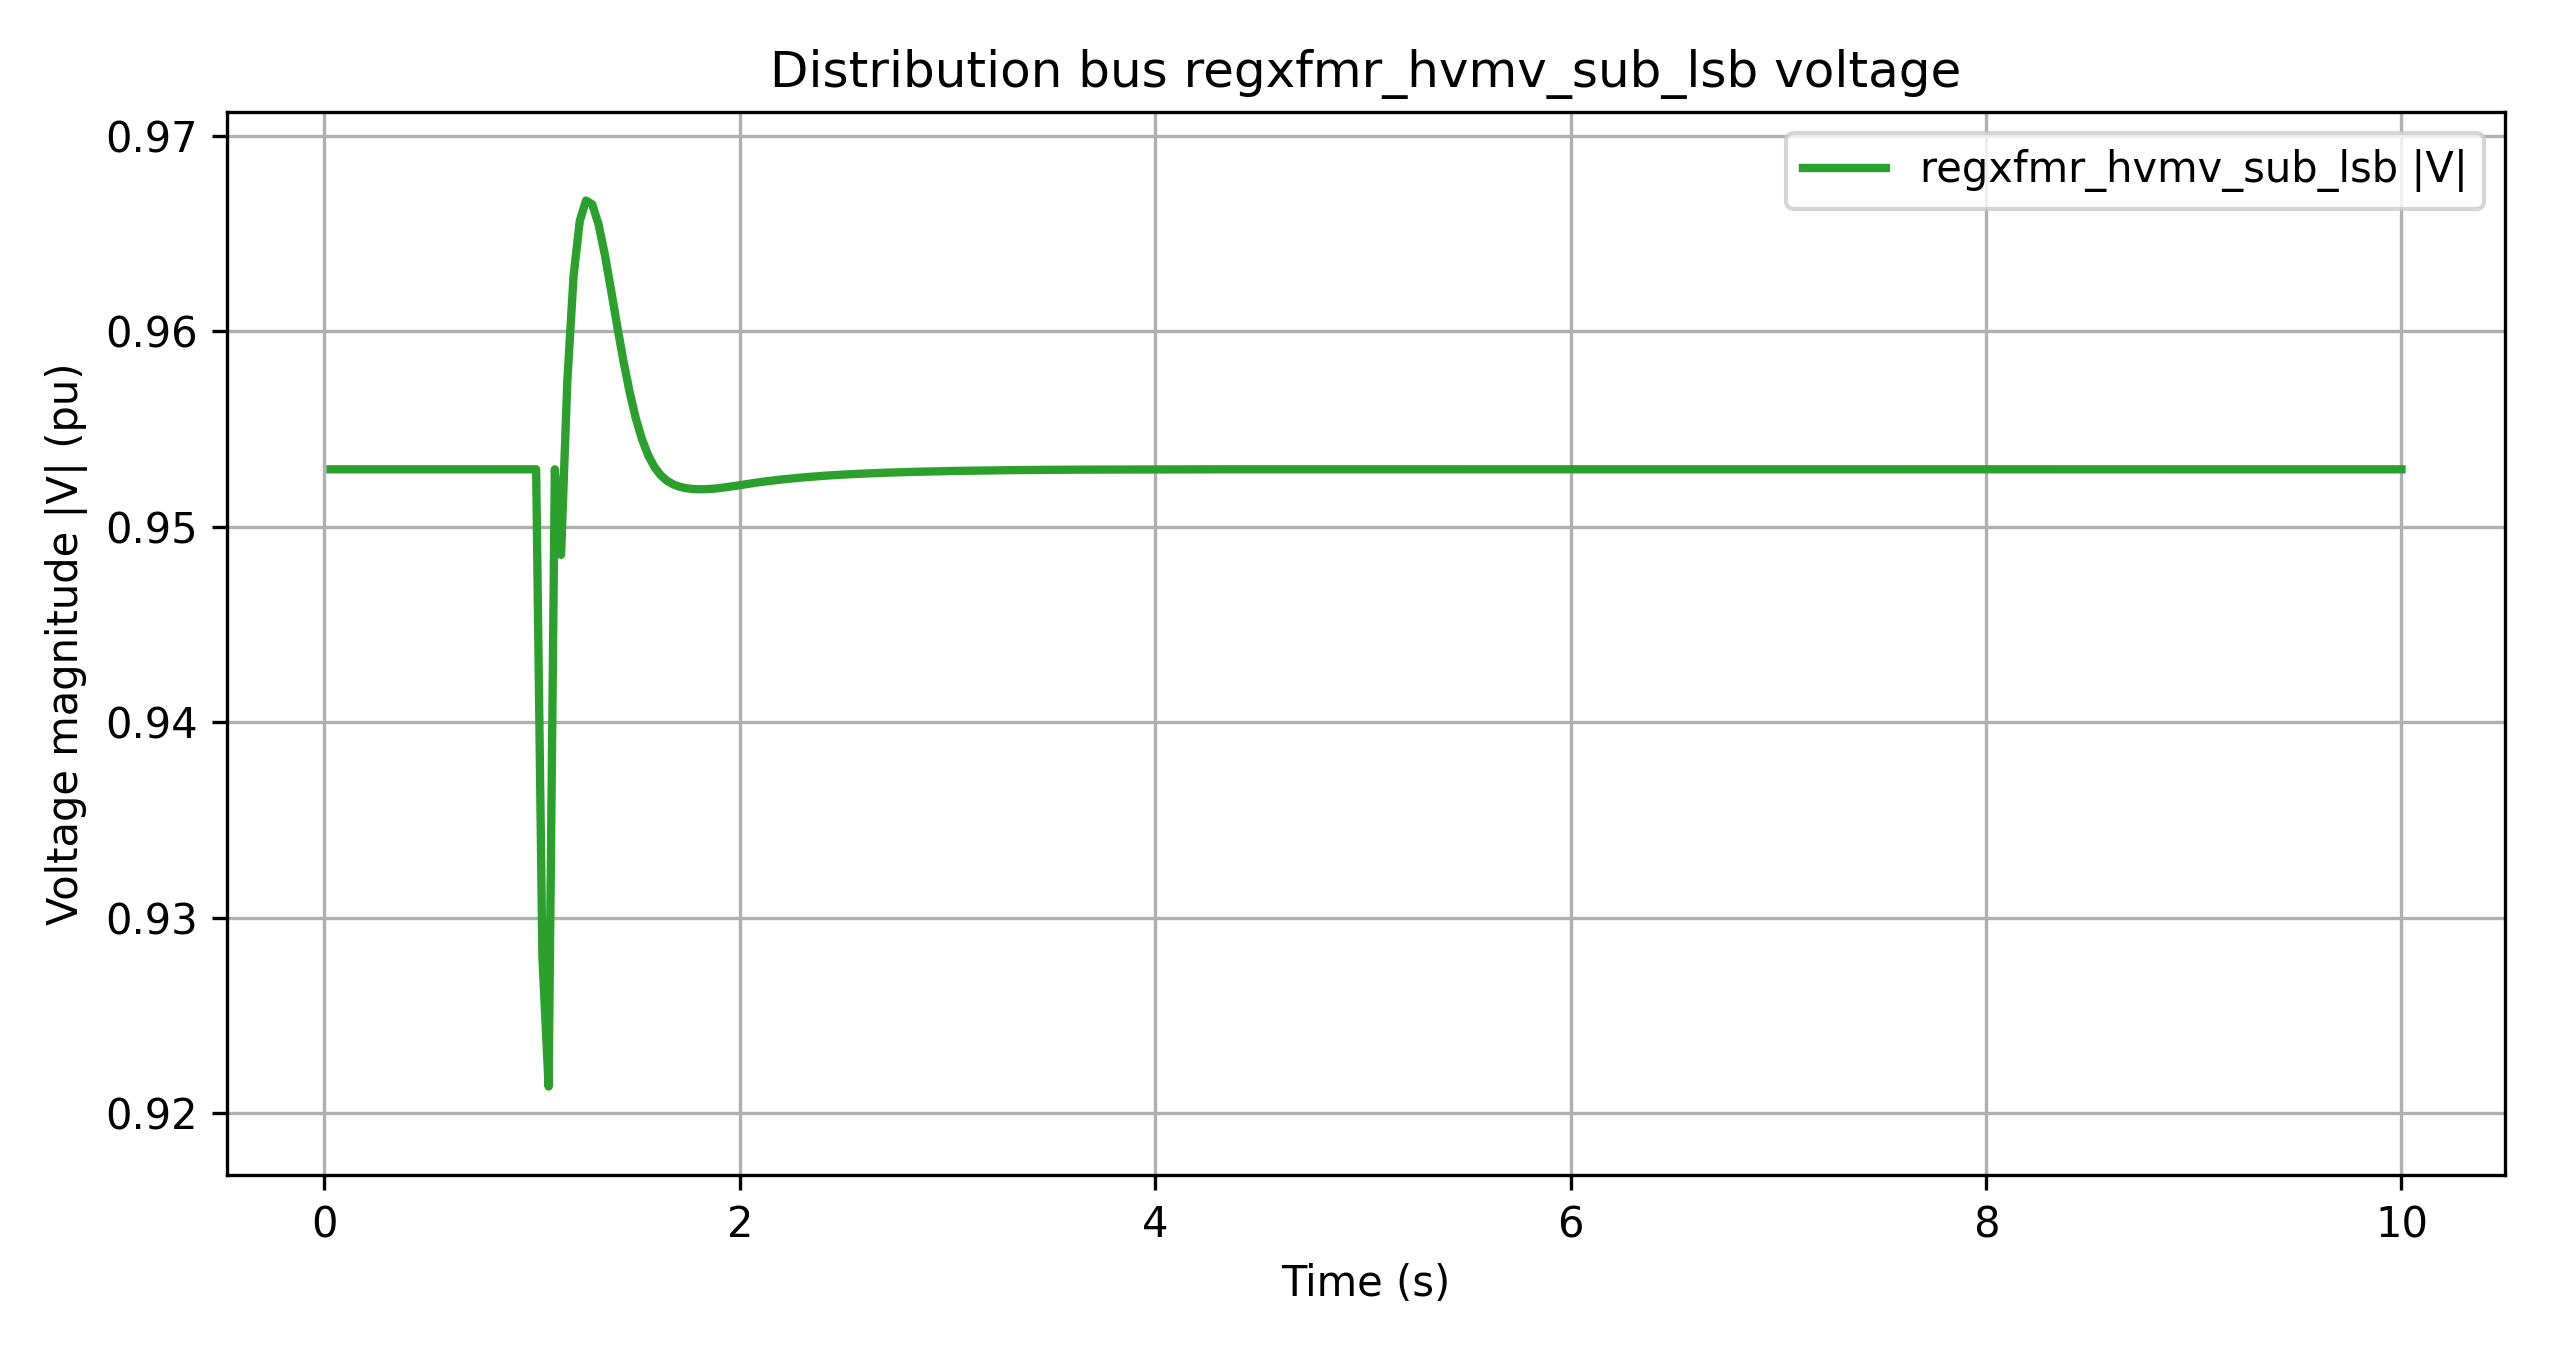 Distribution bus regxfmr_hvmv_sub_lsb voltage
regxfmr_hvmv_sub_lsb |V|
Voltage magnitude |V| (pu)
0.97
0.96
0.95
0.94
0.93
0.92
0 2 4 6 8 10
Time (s)